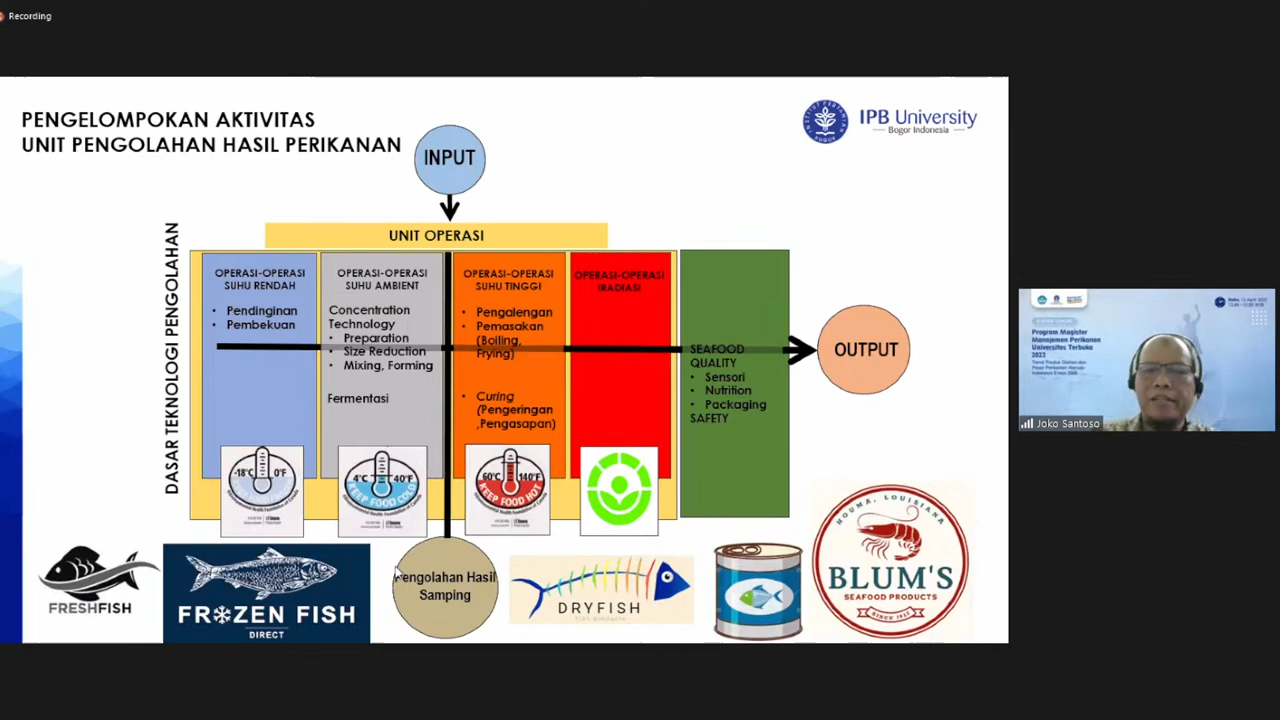 Recording
PENGELOMPOKAN AKTIVITAS
UNIT PENGOLAHAN HASIL PERIKANAN
IPB University
Bogor Indonesia
INPUT
UNIT OPERASI
DASAR TEKNOLOGI PENGOLAHAN
OPERASI-OPERASI
SUHU RENDAH
• Pendinginan
• Pembekuan
OPERASI-OPERASI
SUHU AMBIENT
Concentration
Technology
• Preparation
• Size Reduction
• Mixing, Forming
Fermentasi
OPERASI-OPERASI
SUHU TINGGI
• Pengalengan
• Pemasakan
(Boiling,
Frying)
• Curing
(Pengeringan
,Pengasapan)
OPERASI-OPERASI
IRADIASI
SEAFOOD
QUALITY
• Sensori
• Nutrition
• Packaging
SAFETY
OUTPUT
-18°C 0°F
4°C 40°F
KEEP FOOD COLD
60°C 140°F
KEEP FOOD HOT
FRESHFISH
FROZEN FISH
DIRECT
Pengolahan Hasil
Samping
DRYFISH
HOUMA, LOUISIANA
BLUM'S
SEAFOOD PRODUCTS
Program Magister
Manajemen Perikanan
Universitas Terbuka
2023
Joko Santoso